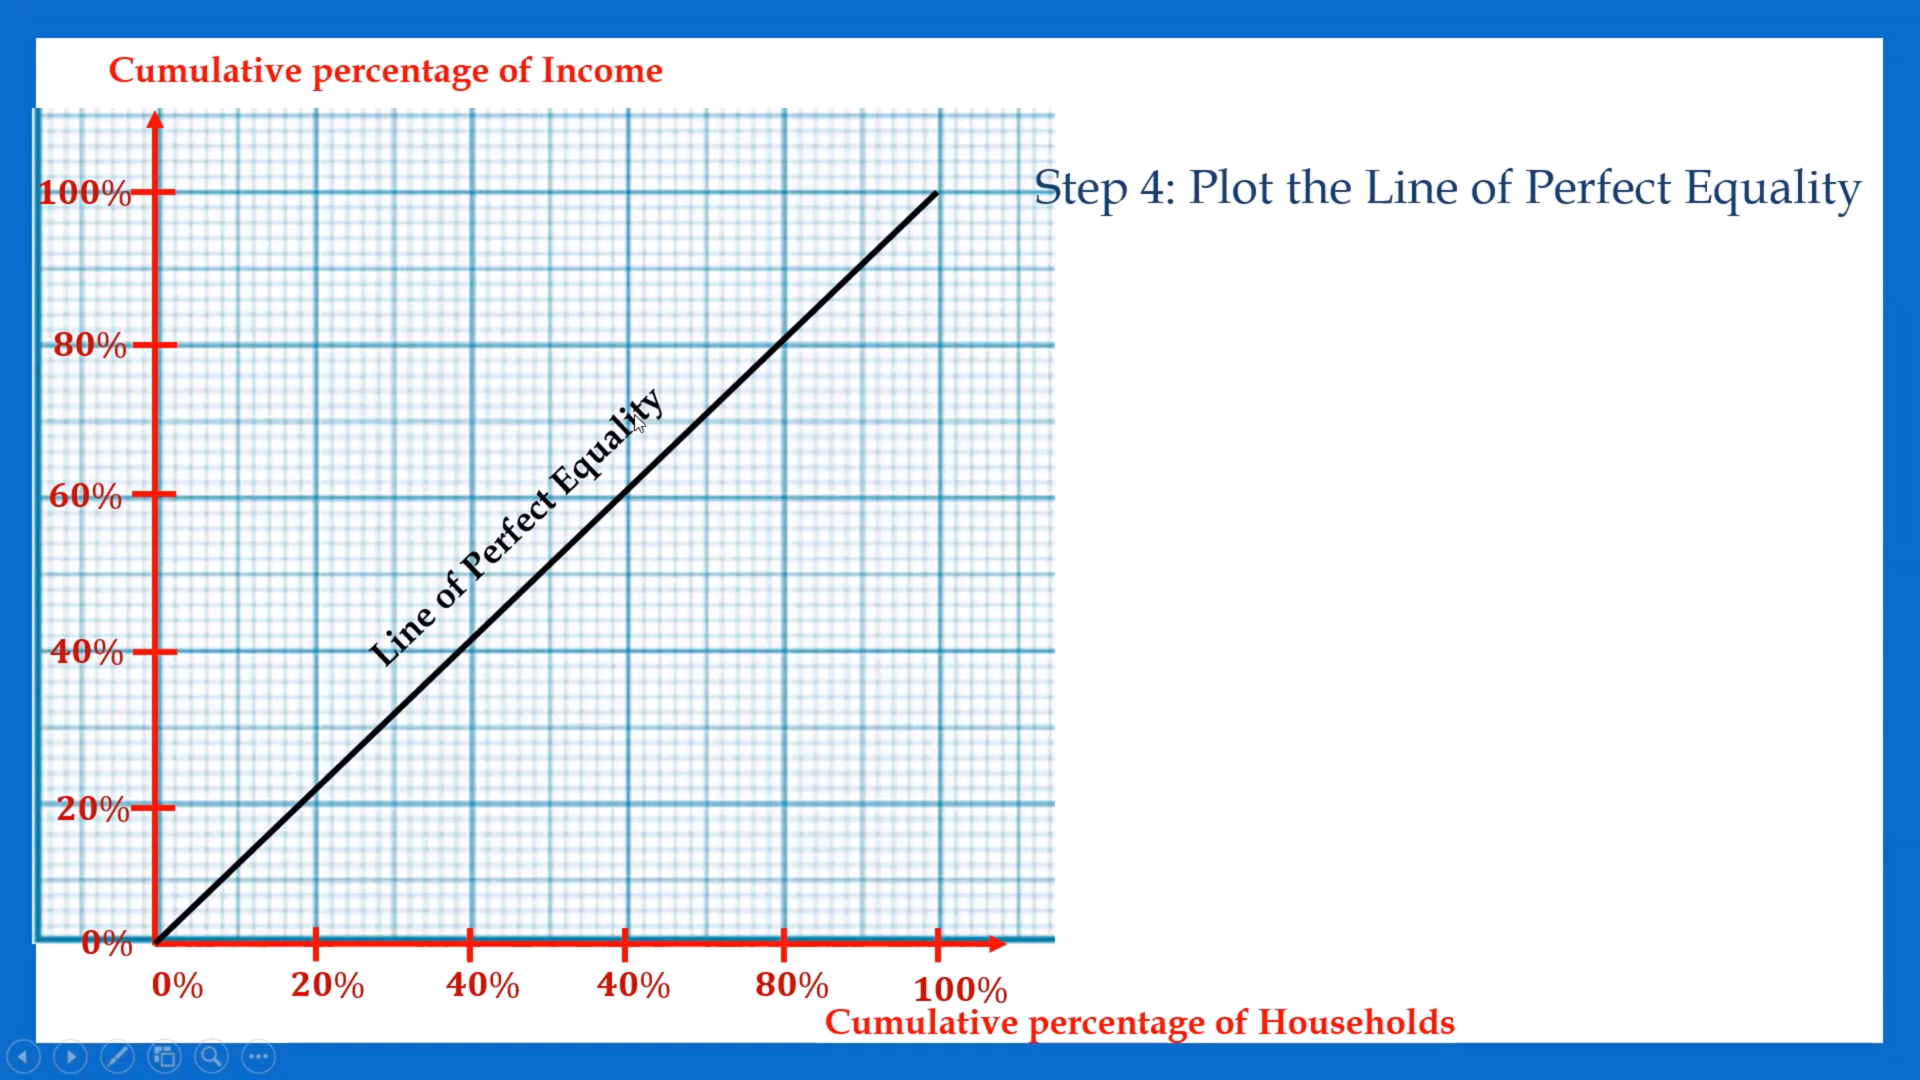 Cumulative percentage of Income
Step 4: Plot the Line of Perfect Equality
100%
80%
60%
40%
20%
0%
Line of Perfect Equality
0% 20% 40% 40% 80% 100%
Cumulative percentage of Households